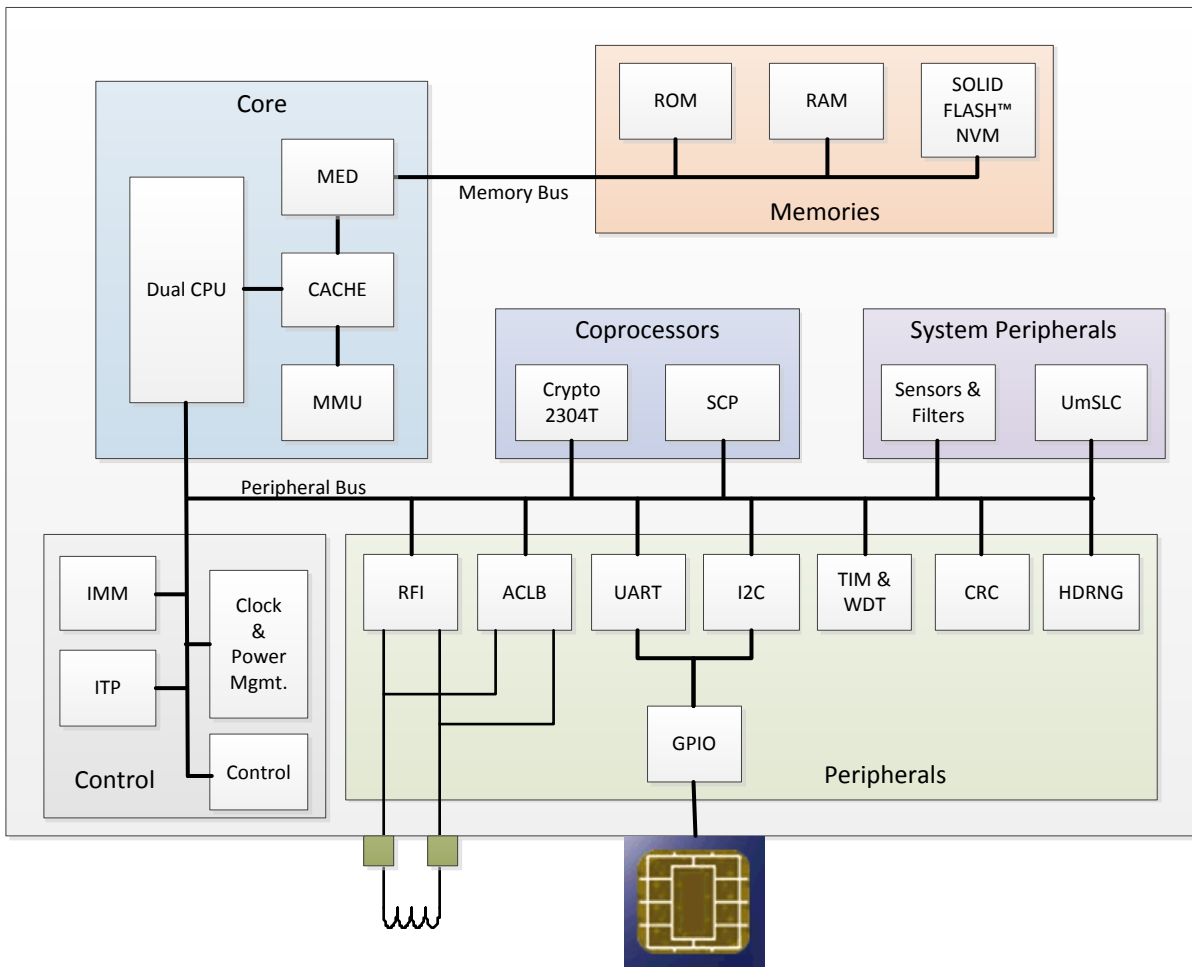 Core
MED
Dual CPU
CACHE
MMU
Memory Bus
ROM
RAM
SOLID
FLASH™
NVM
Memories
Coprocessors
Crypto
2304T
SCP
System Peripherals
Sensors &
Filters
UmSLC
Peripheral Bus
IMM
ITP
Clock
&
Power
Mgmt.
Control
Control
RFI
ACLB
UART
I2C
TIM &
WDT
CRC
HDRNG
GPIO
Peripherals